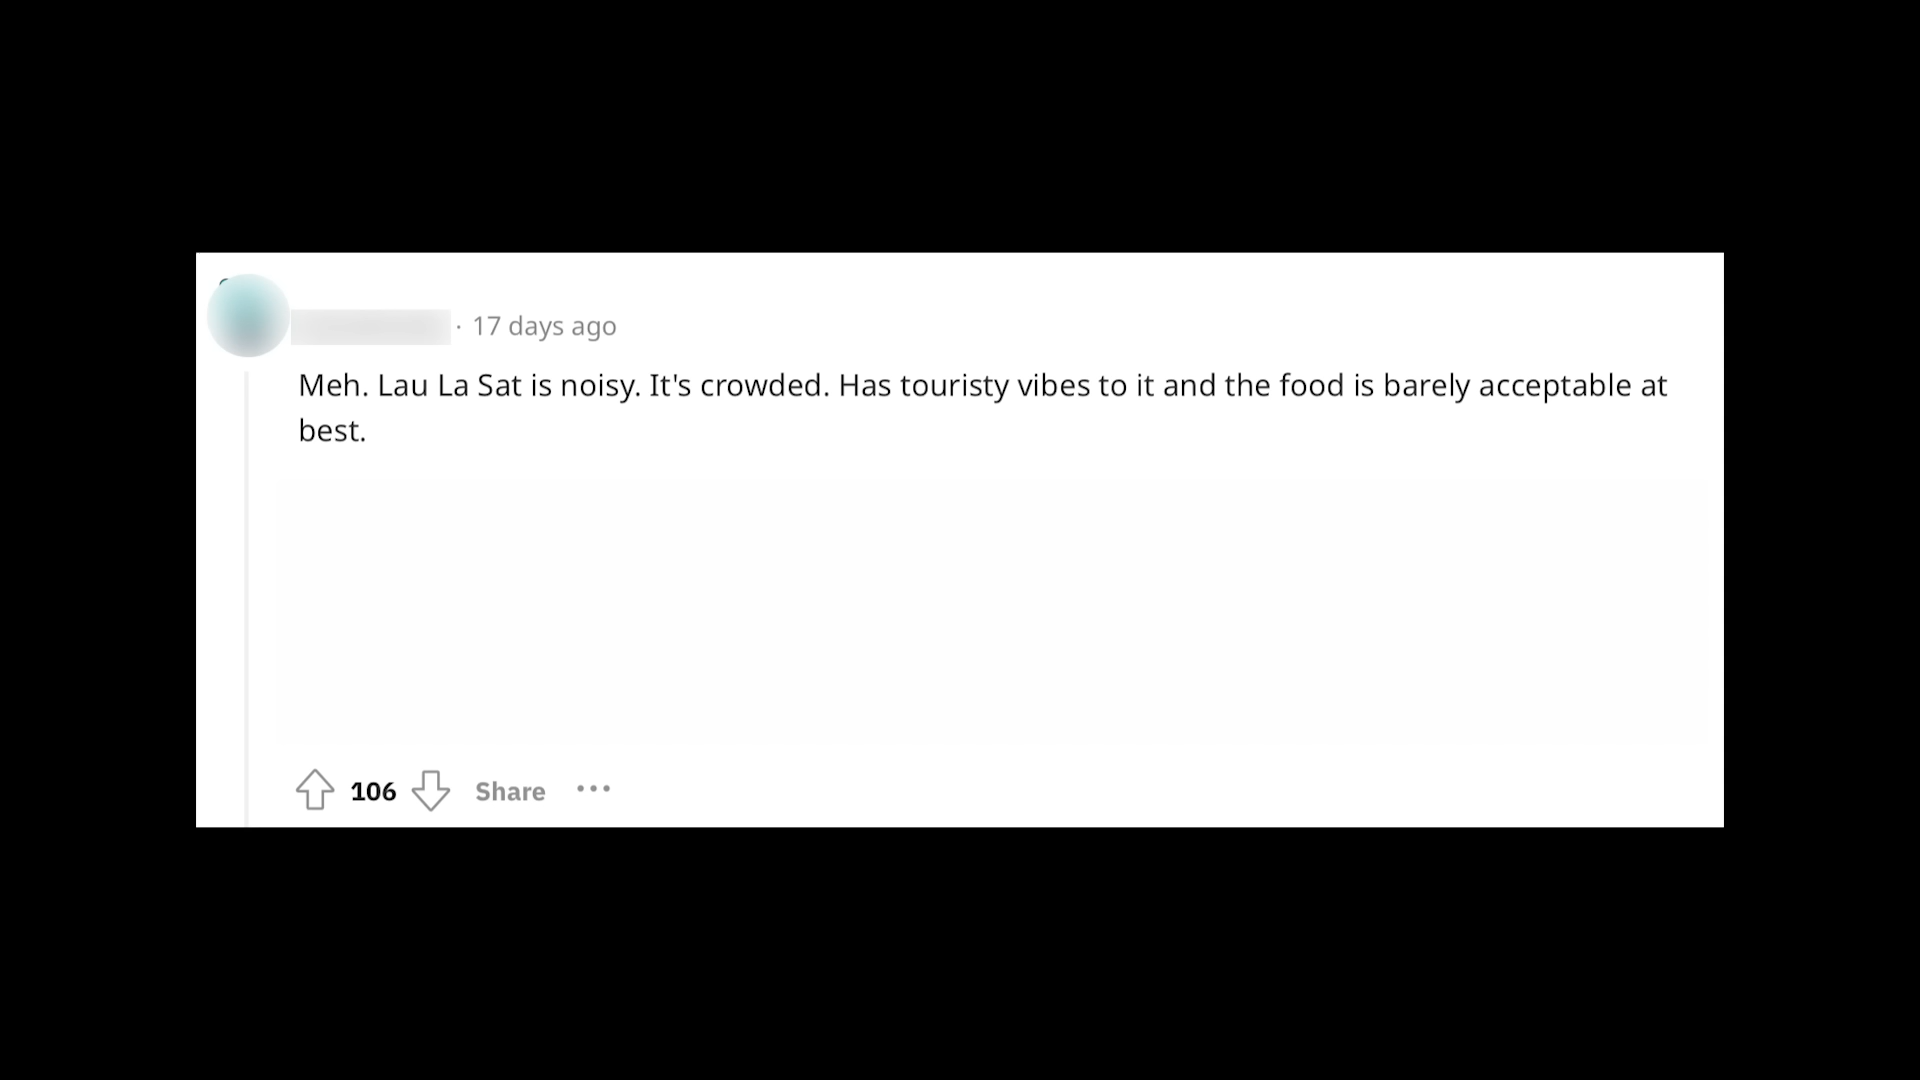 · 17 days ago
Meh. Lau La Sat is noisy. It's crowded. Has touristy vibes to it and the food is barely acceptable at
best.
106 Share ···